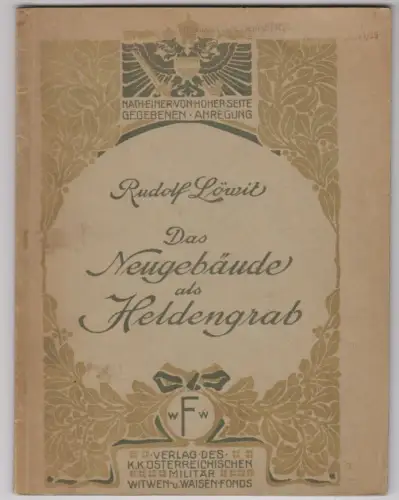 NACH·EINER·VON·HOHER·SEITE
GEGEBENEN·ANREGUNG
Rudolf Löwit
Das
Neugebäude
als
Heldengrab
W F W
·VERLAG·DES·
K.K.ÖSTERREICHISCHEN
MILITÄR
WITWEN-u.WAISEN-FONDS